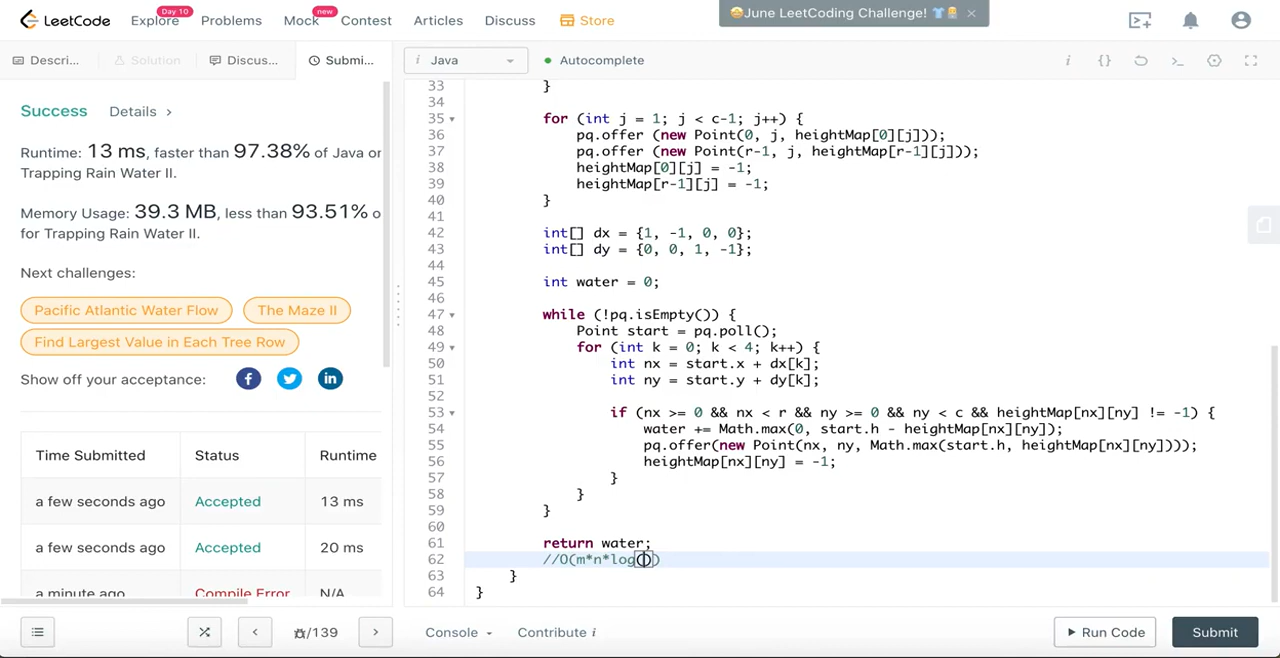 LeetCode
Explore
Day 10
Problems
Mock
new
Contest
Articles
Discuss
Store
June LeetCoding Challenge!
×
Descri...
Solution
Discus...
Submi...
i Java
Autocomplete
Success
Details >
Runtime: 13 ms, faster than 97.38% of Java or
Trapping Rain Water II.
Memory Usage: 39.3 MB, less than 93.51% o
for Trapping Rain Water II.
Next challenges:
Pacific Atlantic Water Flow
The Maze II
Find Largest Value in Each Tree Row
Show off your acceptance:
Time Submitted Status Runtime
a few seconds ago Accepted 13 ms
a few seconds ago Accepted 20 ms
a minute ago Compile Error N/A
33 }
34
35 for (int j = 1; j < c-1; j++) {
36 pq.offer (new Point(0, j, heightMap[0][j]));
37 pq.offer (new Point(r-1, j, heightMap[r-1][j]));
38 heightMap[0][j] = -1;
39 heightMap[r-1][j] = -1;
40 }
41
42 int[] dx = {1, -1, 0, 0};
43 int[] dy = {0, 0, 1, -1};
44
45 int water = 0;
46
47 while (!pq.isEmpty()) {
48 Point start = pq.poll();
49 for (int k = 0; k < 4; k++) {
50 int nx = start.x + dx[k];
51 int ny = start.y + dy[k];
52
53 if (nx >= 0 && nx < r && ny >= 0 && ny < c && heightMap[nx][ny] != -1) {
54 water += Math.max(0, start.h - heightMap[nx][ny]);
55 pq.offer(new Point(nx, ny, Math.max(start.h, heightMap[nx][ny])));
56 heightMap[nx][ny] = -1;
57 }
58 }
59 }
60
61 return water;
62 //O(m*n*log())
63 }
64 }
/139
Console
Contribute i
Run Code
Submit